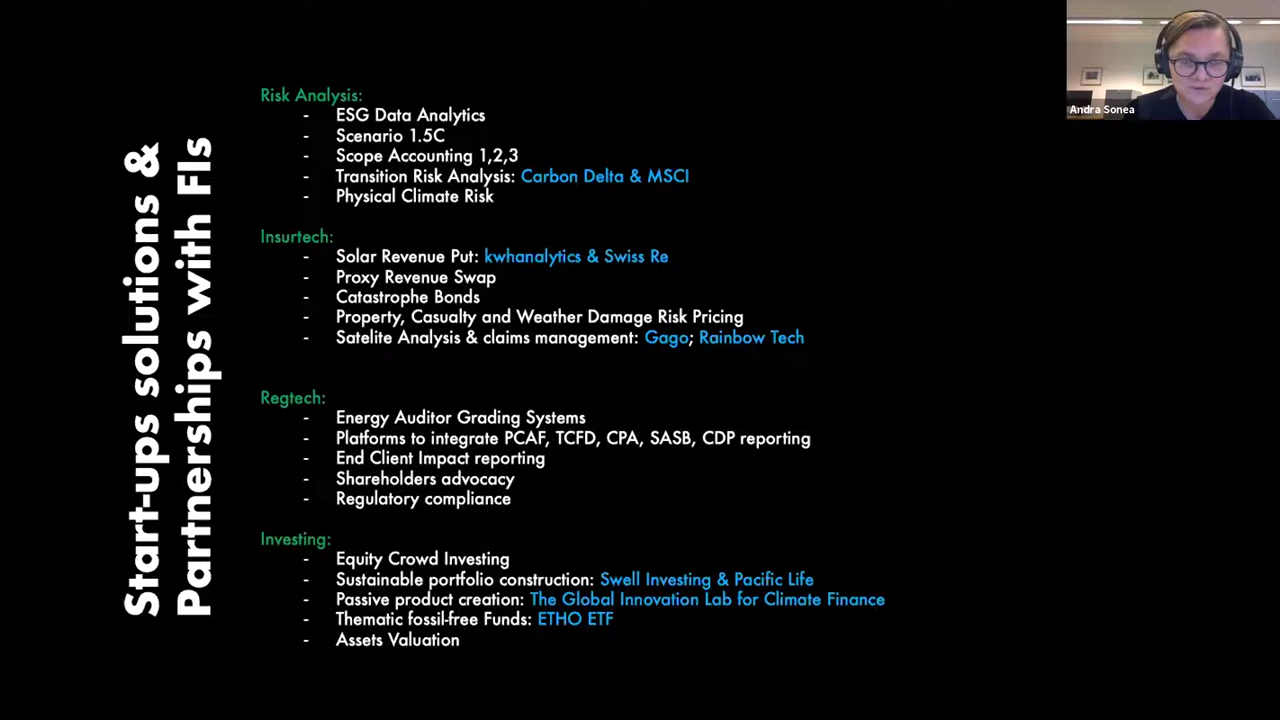 Start-ups solutions &
Partnerships with FIs
Risk Analysis:
- ESG Data Analytics
- Scenario 1.5C
- Scope Accounting 1,2,3
- Transition Risk Analysis: Carbon Delta & MSCI
- Physical Climate Risk
Insurtech:
- Solar Revenue Put: kwhanalytics & Swiss Re
- Proxy Revenue Swap
- Catastrophe Bonds
- Property, Casualty and Weather Damage Risk Pricing
- Satelite Analysis & claims management: Gago; Rainbow Tech
Regtech:
- Energy Auditor Grading Systems
- Platforms to integrate PCAF, TCFD, CPA, SASB, CDP reporting
- End Client Impact reporting
- Shareholders advocacy
- Regulatory compliance
Investing:
- Equity Crowd Investing
- Sustainable portfolio construction: Swell Investing & Pacific Life
- Passive product creation: The Global Innovation Lab for Climate Finance
- Thematic fossil-free Funds: ETHO ETF
- Assets Valuation
Andra Sonea